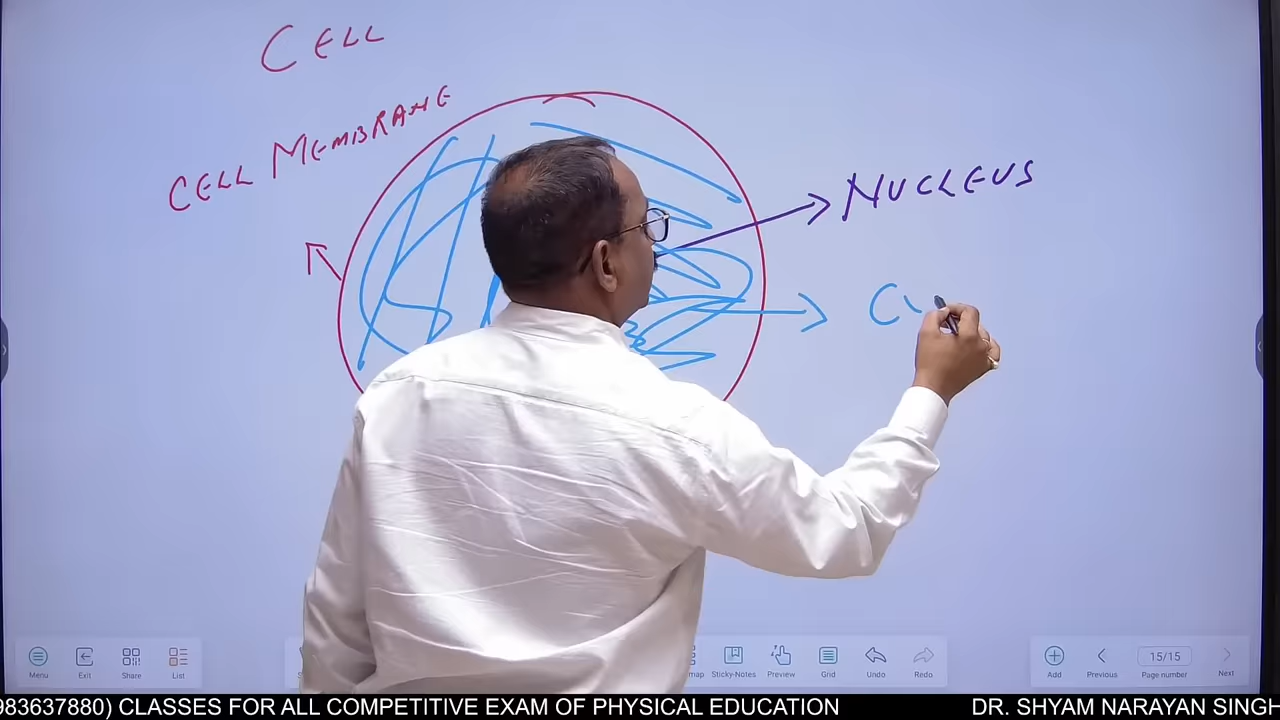 CELL
CELL MEMBRANE
NUCLEUS
Menu
Exit
Share
List
Sticky-Notes
Preview
Grid
Undo
Redo
Add
Previous
15/15
Page number
Next
983637880) CLASSES FOR ALL COMPETITIVE EXAM OF PHYSICAL EDUCATION DR. SHYAM NARAYAN SINGH